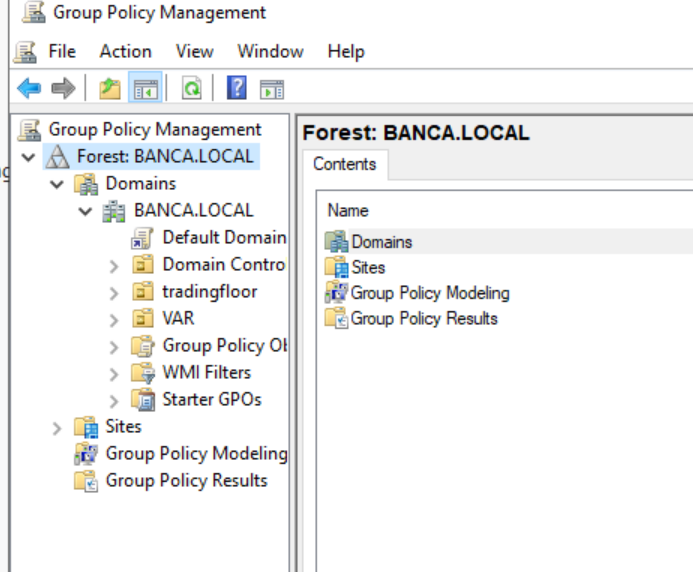 Group Policy Management
File Action View Window Help
Group Policy Management
Forest: BANCA.LOCAL
Domains
BANCA.LOCAL
Default Domain
Domain Contro
tradingfloor
VAR
Group Policy Ob
WMI Filters
Starter GPOs
Sites
Group Policy Modeling
Group Policy Results
Forest: BANCA.LOCAL
Contents
Name
Domains
Sites
Group Policy Modeling
Group Policy Results